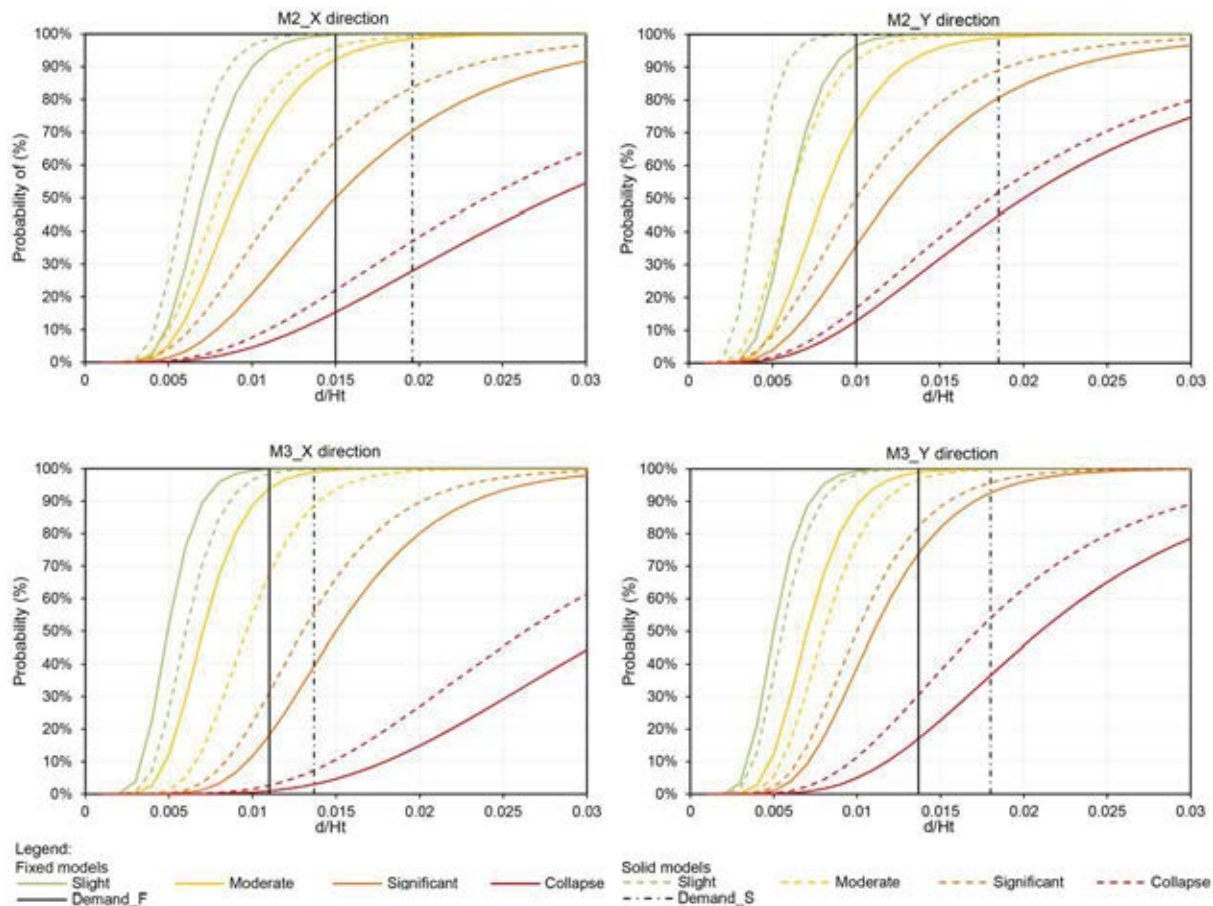 M2_X direction
M2_Y direction
Probability of (%)
100%
90%
80%
70%
60%
50%
40%
30%
20%
10%
0%
0 0.005 0.01 0.015 0.02 0.025 0.03
d/Ht
Probability (%)
100%
90%
80%
70%
60%
50%
40%
30%
20%
10%
0%
0 0.005 0.01 0.015 0.02 0.025 0.03
d/Ht
M3_X direction
M3_Y direction
Probability (%)
100%
90%
80%
70%
60%
50%
40%
30%
20%
10%
0%
0 0.005 0.01 0.015 0.02 0.025 0.03
d/Ht
Probability (%)
100%
90%
80%
70%
60%
50%
40%
30%
20%
10%
0%
0 0.005 0.01 0.015 0.02 0.025 0.03
d/Ht
Legend:
Fixed models
Slight Moderate Significant Collapse
Demand_F
Solid models
Slight Moderate Significant Collapse
Demand_S